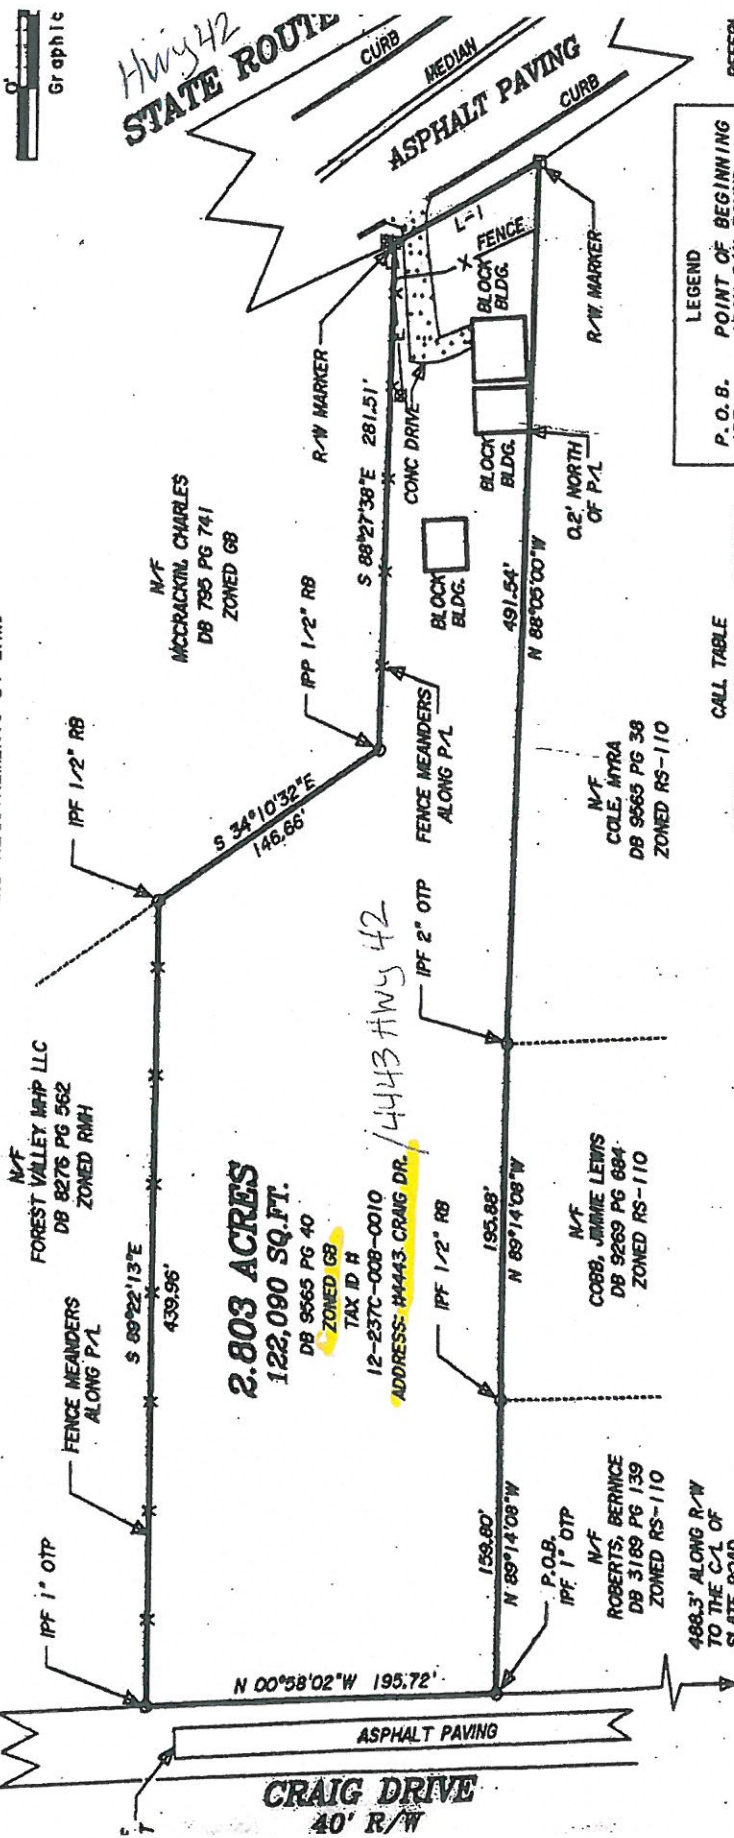 0'
Graphic
Hwy 42
STATE ROUTE
CURB
MEDIAN
ASPHALT PAVING
CURB
L-1
FENCE
X
BLOCK
BLDG.
R/W MARKER
R/W MARKER
CONC DRIVE
BLOCK
BLDG.
0.2' NORTH
OF P/L
BLOCK
BLDG.
LEGEND
P.O.B. POINT OF BEGINNING
N/F
MCCRACKIN, CHARLES
DB 795 PG 741
ZONED GB
S 88°27'38"E 281.51'
IPP 1/2" RB
IPF 1/2" RB
S 34°10'32"E
146.66'
FENCE MEANDERS
ALONG P/L
491.54'
N 88°05'00"W
CALL TABLE
N/F
COLE, MYRA
DB 9565 PG 38
ZONED RS-110
IPF 2" OTP
N/F
FOREST VALLEY MHP LLC
DB 8276 PG 562
ZONED RMH
S 89°22'13"E
439.96'
FENCE MEANDERS
ALONG P/L
IPF 1" OTP
2.803 ACRES
122,090 SQ.FT.
DB 9565 PG 40
ZONED GB
TAX ID #
12-237C-00B-0010
ADDRESS: #4443 CRAIG DR. /4443 Hwy 42
IPF 1/2" RB
195.88'
N 89°14'08"W
N/F
COBB, JIMMIE LEWIS
DB 9269 PG 684
ZONED RS-110
159.80'
N 89°14'08"W
P.O.B.
IPF 1" OTP
N/F
ROBERTS, BERNICE
DB 3189 PG 139
ZONED RS-110
488.3' ALONG R/W
TO THE C/L OF
SLATE ROAD
N 00°58'02"W 195.72'
ASPHALT PAVING
CRAIG DRIVE
40' R/W